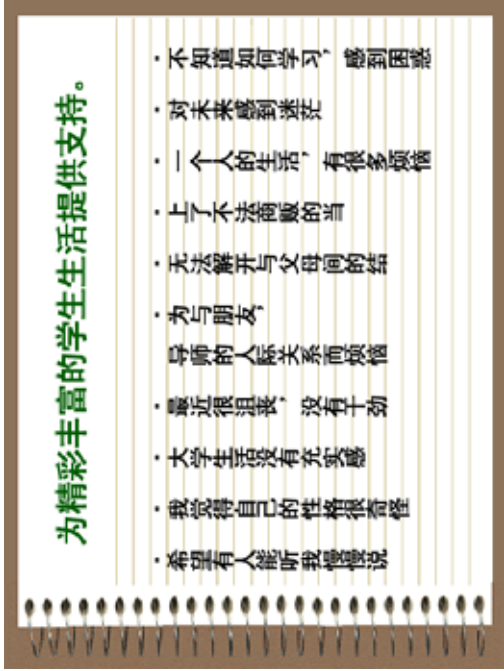 为精彩丰富的学生生活提供支持。
・不知道如何学习，感到困惑
・对未来感到迷茫
・一个人的生活，有很多烦恼
・上了不法商贩的当
・无法解开与父母间的结
・为与朋友，
导师的人际关系而烦恼
・最近很沮丧，没有干劲
・大学生活没有充实感
・我觉得自己的性格很奇怪
・希望有人能听我慢慢说